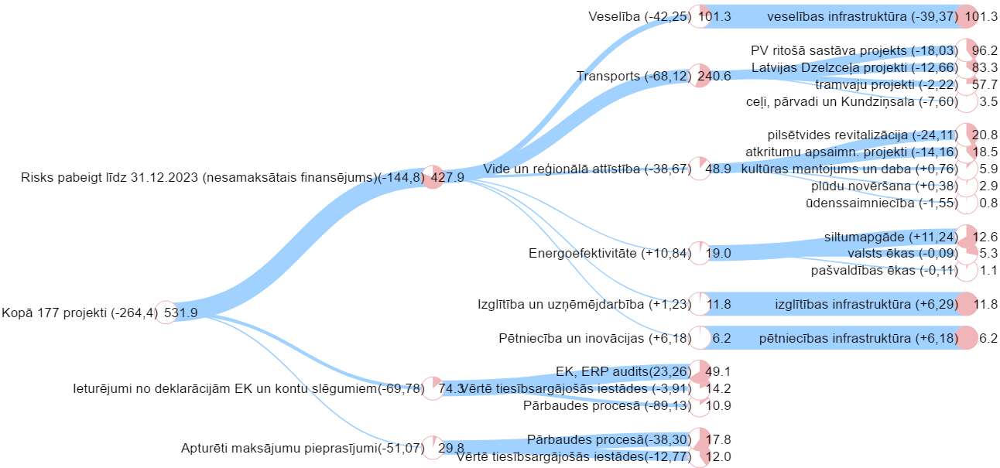 Veselība (-42,25) 101.3
veselības infrastruktūra (-39,37) 101.3
PV ritošā sastāva projekts (-18,03) 96.2
Latvijas Dzelzceļa projekti (-12,66) 83.3
Transports (-68,12) 240.6
tramvaju projekti (-2,22) 57.7
ceļi, pārvadi un Kundziņsala (-7,60) 3.5
pilsētvides revitalizācija (-24,11) 20.8
atkritumu apsaimn. projekti (-14,16) 18.5
Vide un reģionālā attīstība (-38,67) 48.9
kultūras mantojums un daba (+0,76) 5.9
Risks pabeigt līdz 31.12.2023 (nesamaksātais finansējums)(-144,8) 427.9
plūdu novēršana (+0,38) 2.9
ūdenssaimniecība (-1,55) 0.8
siltumapgāde (+11,24) 12.6
Energoefektivitāte (+10,84) 19.0
valsts ēkas (-0,09) 5.3
pašvaldības ēkas (-0,11) 1.1
Izglītība un uzņēmējdarbība (+1,23) 11.8
izglītības infrastruktūra (+6,29) 11.8
Kopā 177 projekti (-264,4) 531.9
Pētniecība un inovācijas (+6,18) 6.2
pētniecības infrastruktūra (+6,18) 6.2
EK, ERP audits(23,26) 49.1
Ieturējumi no deklarācijām EK un kontu slēgumiem(-69,78) 74.3
Vērtē tiesībsargājošās iestādes (-3,91) 14.2
Pārbaudes procesā (-89,13) 10.9
Pārbaudes procesā(-38,30) 17.8
Apturēti maksājumu pieprasījumi(-51,07) 29.8
Vērtē tiesībsargājošās iestādes(-12,77) 12.0